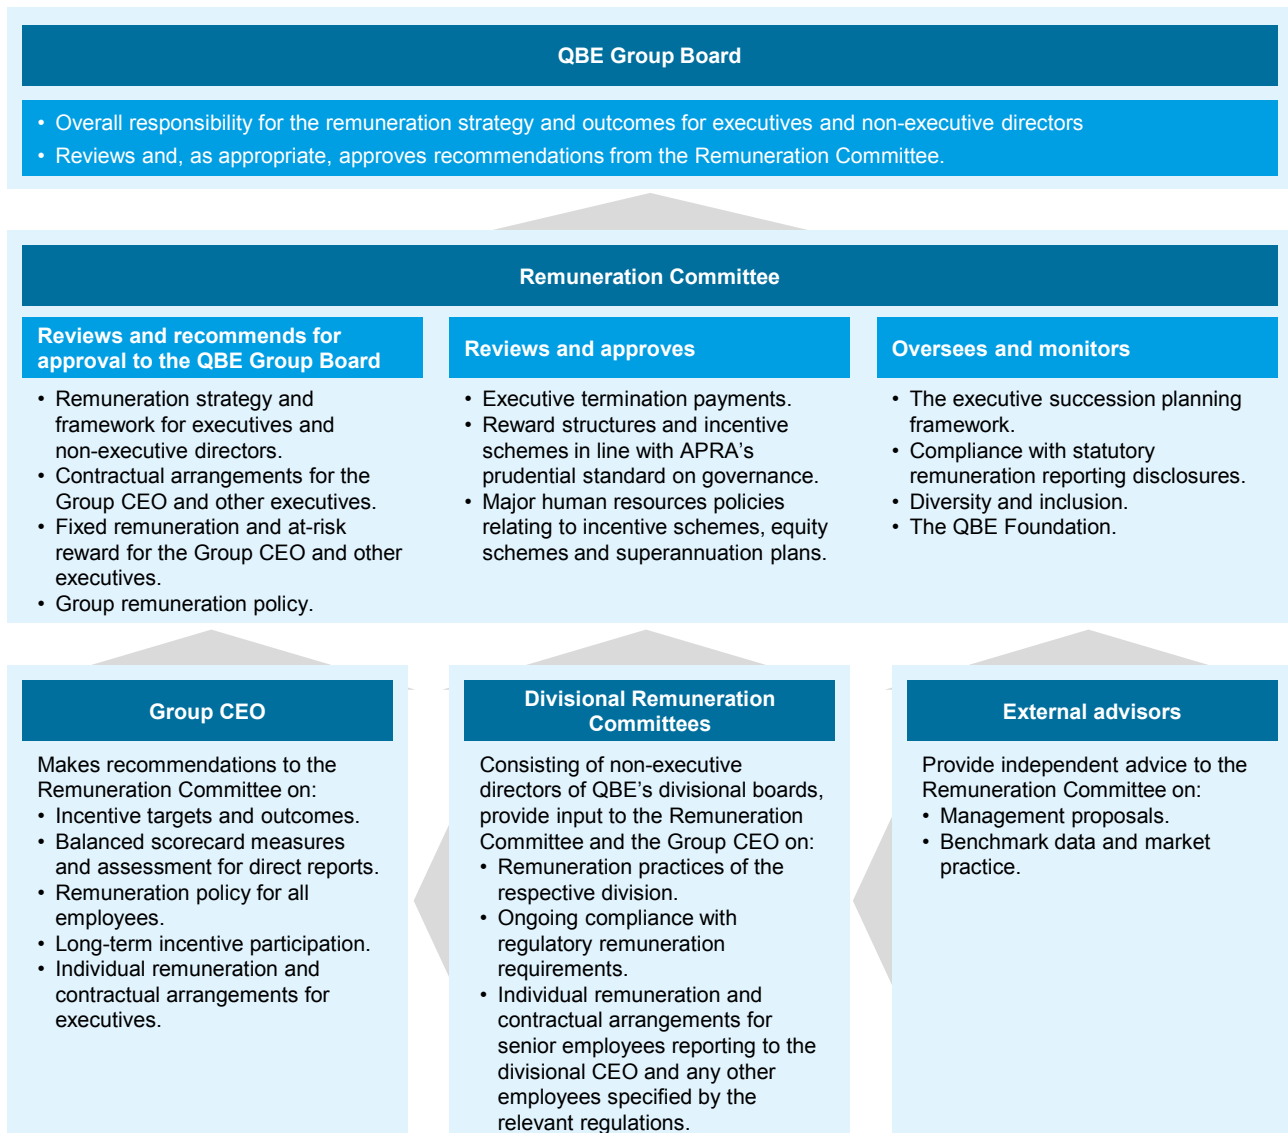 QBE Group Board
• Overall responsibility for the remuneration strategy and outcomes for executives and non-executive directors
• Reviews and, as appropriate, approves recommendations from the Remuneration Committee.
Remuneration Committee
Reviews and recommends for
approval to the QBE Group Board
• Remuneration strategy and
framework for executives and
non-executive directors.
• Contractual arrangements for the
Group CEO and other executives.
• Fixed remuneration and at-risk
reward for the Group CEO and other
executives.
• Group remuneration policy.
Reviews and approves
• Executive termination payments.
• Reward structures and incentive
schemes in line with APRA’s
prudential standard on governance.
• Major human resources policies
relating to incentive schemes, equity
schemes and superannuation plans.
Oversees and monitors
• The executive succession planning
framework.
• Compliance with statutory
remuneration reporting disclosures.
• Diversity and inclusion.
• The QBE Foundation.
Group CEO
Makes recommendations to the
Remuneration Committee on:
• Incentive targets and outcomes.
• Balanced scorecard measures
and assessment for direct reports.
• Remuneration policy for all
employees.
• Long-term incentive participation.
• Individual remuneration and
contractual arrangements for
executives.
Divisional Remuneration
Committees
Consisting of non-executive
directors of QBE’s divisional boards,
provide input to the Remuneration
Committee and the Group CEO on:
• Remuneration practices of the
respective division.
• Ongoing compliance with
regulatory remuneration
requirements.
• Individual remuneration and
contractual arrangements for
senior employees reporting to the
divisional CEO and any other
employees specified by the
relevant regulations.
External advisors
Provide independent advice to the
Remuneration Committee on:
• Management proposals.
• Benchmark data and market
practice.